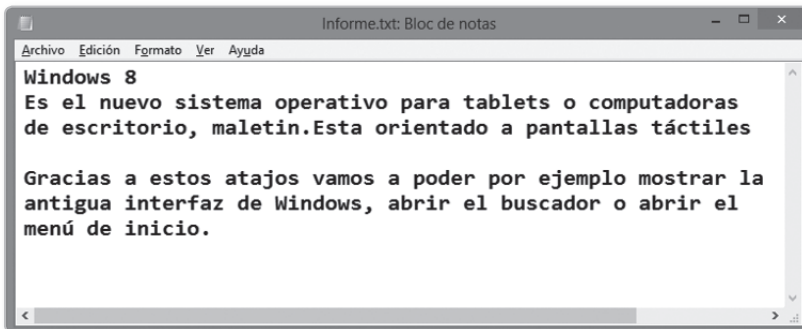 Informe.txt: Bloc de notas
Archivo Edición Formato Ver Ayuda
Windows 8
Es el nuevo sistema operativo para tablets o computadoras
de escritorio, maletin.Esta orientado a pantallas táctiles
Gracias a estos atajos vamos a poder por ejemplo mostrar la
antigua interfaz de Windows, abrir el buscador o abrir el
menú de inicio.